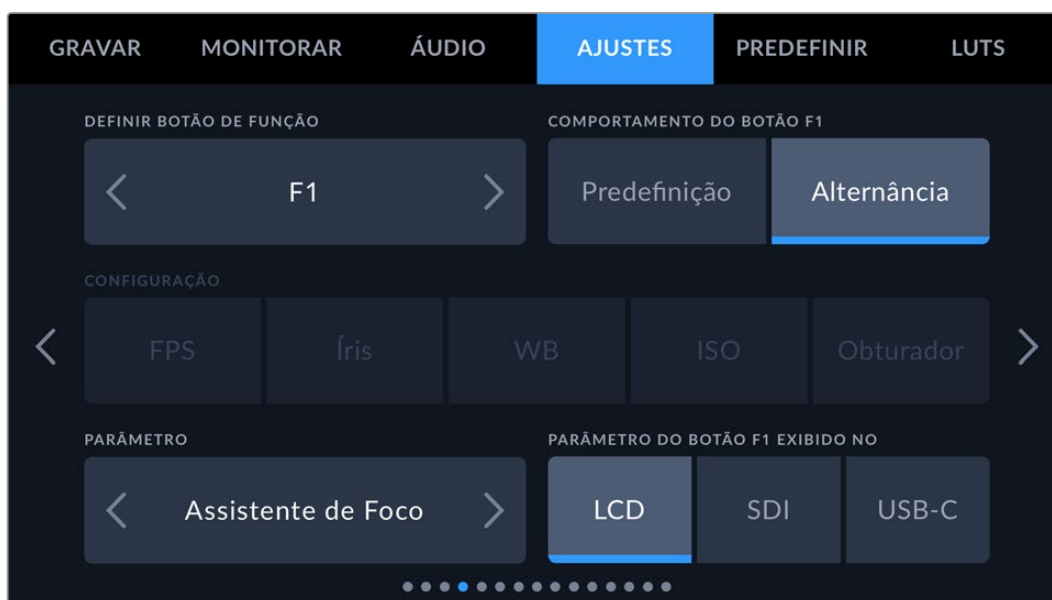 GRAVAR MONITORAR ÁUDIO AJUSTES PREDEFINIR LUTS
DEFINIR BOTÃO DE FUNÇÃO COMPORTAMENTO DO BOTÃO F1
F1 Predefinição Alternância
CONFIGURAÇÃO
FPS Íris WB ISO Obturador
PARÂMETRO PARÂMETRO DO BOTÃO F1 EXIBIDO NO
Assistente de Foco LCD SDI USB-C